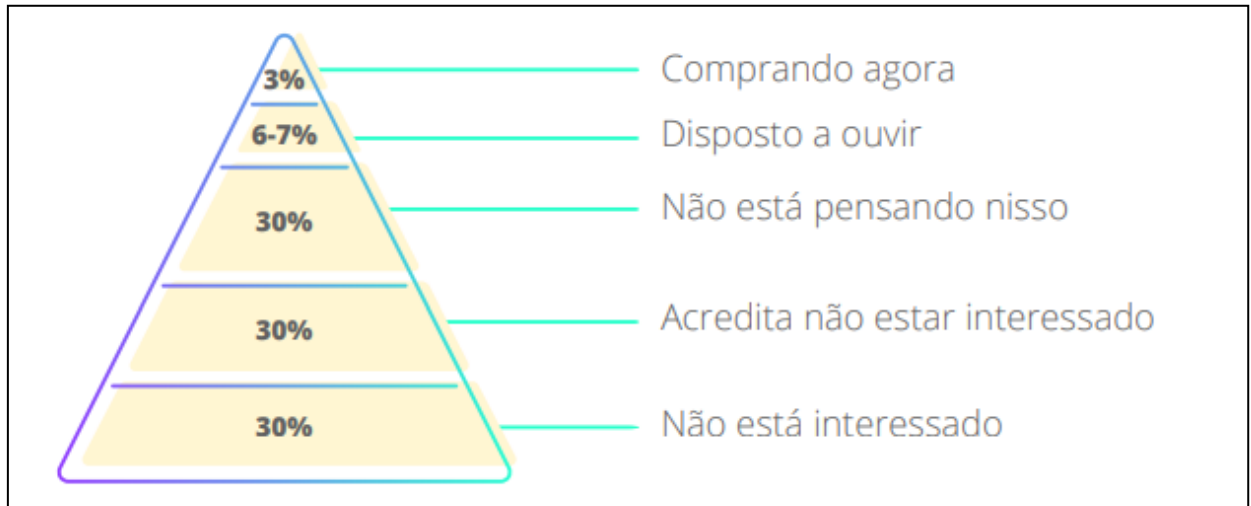 3%
Comprando agora
6-7%
Disposto a ouvir
30%
Não está pensando nisso
30%
Acredita não estar interessado
30%
Não está interessado